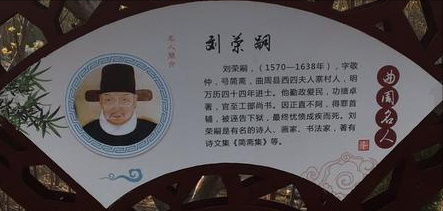 刘荣嗣
名人简介
刘荣嗣，（1570—1638年），字敬
仲，号简斋，曲周县西四夫人寨村人，明
万历四十四年进士。他勤政爱民，功德卓
著，官至工部尚书。因正直不阿，得罪首
辅，被诬告下狱，最终忧愤成疾而死。刘
荣嗣是有名的诗人、画家、书法家，著有
诗文集《简斋集》等。
曲周名人